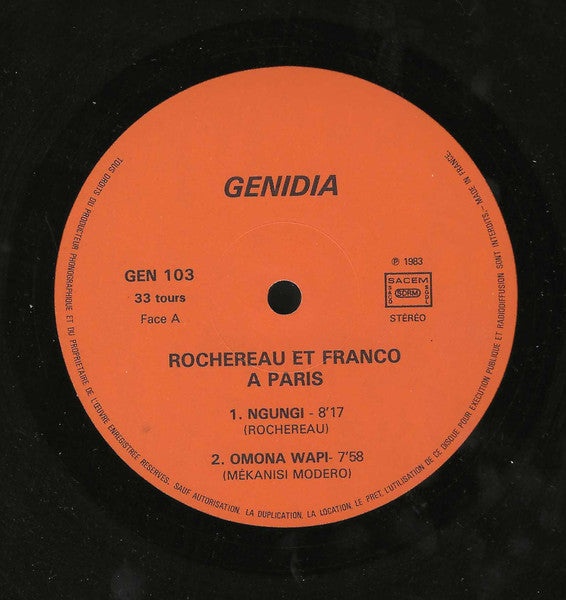 GENIDIA
GEN 103
33 tours
Face A
℗ 1983
SACEM
SACD
SDRM
SGDL
STÉRÉO
ROCHEREAU ET FRANCO
A PARIS
1. NGUNGI - 8'17
(ROCHEREAU)
2. OMONA WAPI- 7'58
(MÉKANISI MODERO)
TOUS DROITS DU PRODUCTEUR PHONOGRAPHIQUE ET DU PROPRIETAIRE DE L'ŒUVRE ENREGISTREE RESERVES. SAUF AUTORISATION, LA DUPLICATION, LA LOCATION, LE PRET, L'UTILISATION DE CE DISQUE POUR EXECUTION PUBLIQUE ET RADIODIFFUSION SONT INTERDITS. - MADE IN FRANCE.